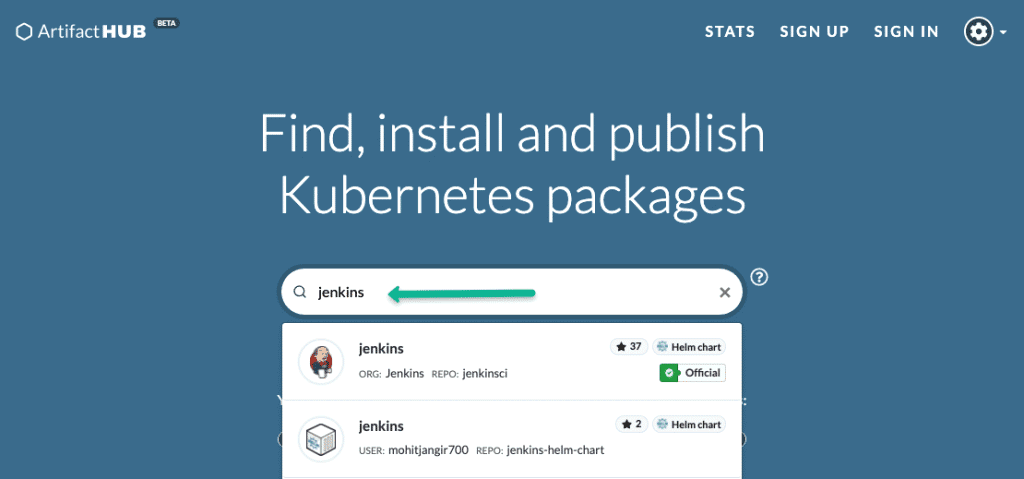 ArtifactHUB BETA
STATS SIGN UP SIGN IN
Find, install and publish
Kubernetes packages
jenkins
jenkins
37 Helm chart
ORG: Jenkins REPO: jenkinsci
Official
jenkins
2 Helm chart
USER: mohitjangir700 REPO: jenkins-helm-chart